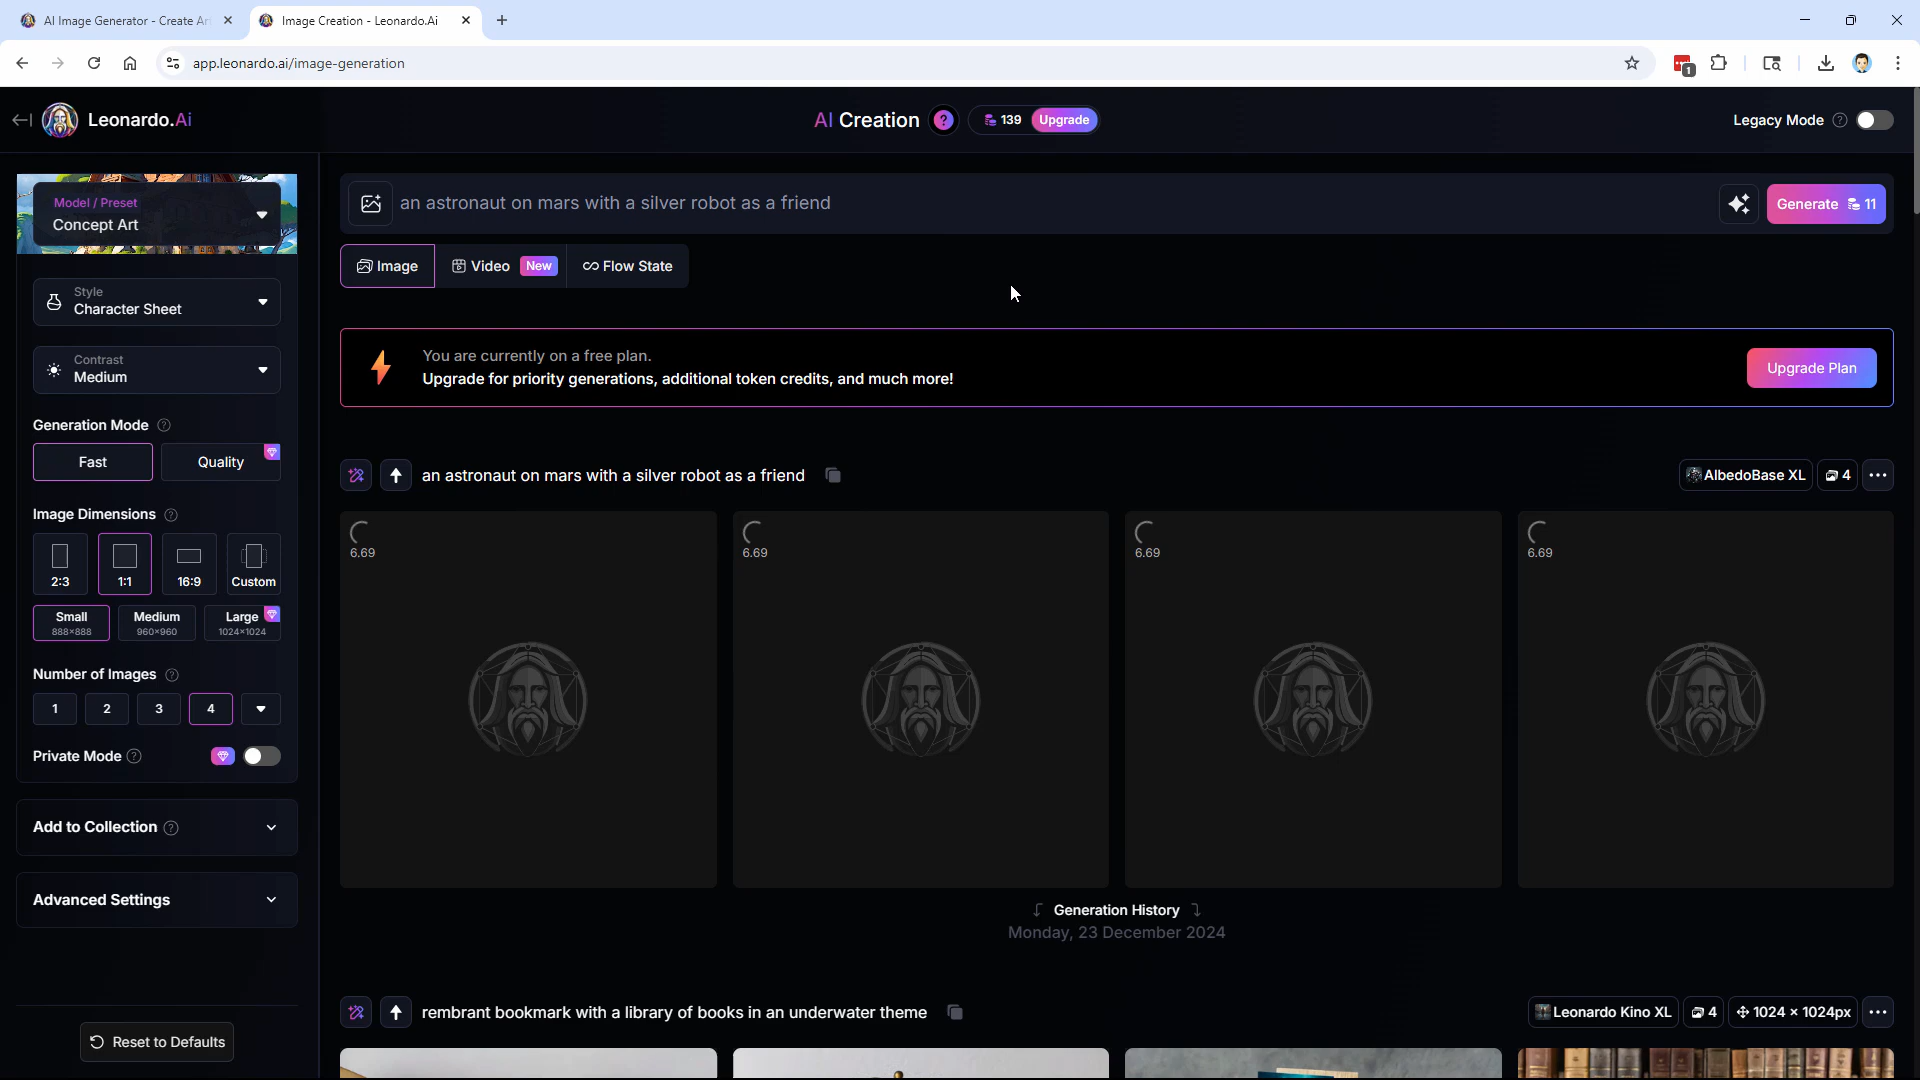 AI Image Generator - Create Ar
Image Creation - Leonardo.Ai
app.leonardo.ai/image-generation
1
Leonardo.Ai
AI Creation ?
139 Upgrade
Legacy Mode ?
Model / Preset
Concept Art
an astronaut on mars with a silver robot as a friend
Generate 11
Image
Video New
Flow State
Style
Character Sheet
Contrast
Medium
You are currently on a free plan.
Upgrade for priority generations, additional token credits, and much more!
Upgrade Plan
Generation Mode ?
Fast
Quality
an astronaut on mars with a silver robot as a friend
AlbedoBase XL
4
Image Dimensions ?
2:3
1:1
16:9
Custom
Small
888×888
Medium
960×960
Large
1024×1024
6.69
6.69
6.69
6.69
Number of Images ?
1
2
3
4
Private Mode ?
Add to Collection ?
Advanced Settings
Reset to Defaults
Generation History
Monday, 23 December 2024
rembrant bookmark with a library of books in an underwater theme
Leonardo Kino XL
4
1024 × 1024px